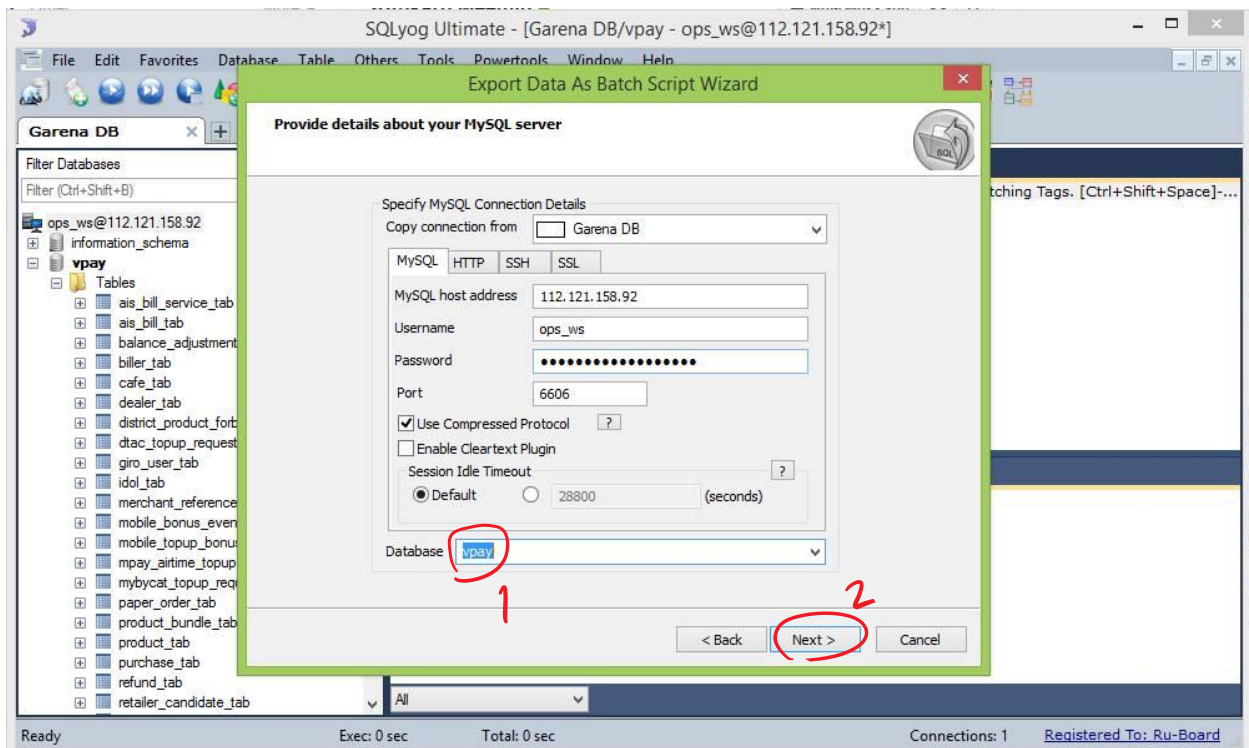 SQLyog Ultimate - [Garena DB/vpay - ops_ws@112.121.158.92*]
File Edit Favorites Database Table Others Tools Powertools Window Help
Export Data As Batch Script Wizard
Garena DB
Provide details about your MySQL server
SQL
Filter Databases
Filter (Ctrl+Shift+B)
tching Tags. [Ctrl+Shift+Space]-...
ops_ws@112.121.158.92
information_schema
vpay
Tables
ais_bill_service_tab
ais_bill_tab
balance_adjustment
biller_tab
cafe_tab
dealer_tab
district_product_forb
dtac_topup_request
giro_user_tab
idol_tab
merchant_reference
mobile_bonus_even
mobile_topup_bonu
mpay_airtime_topup
mybycat_topup_requ
paper_order_tab
product_bundle_tab
product_tab
purchase_tab
refund_tab
retailer_candidate_tab
Specify MySQL Connection Details
Copy connection from Garena DB
MySQL HTTP SSH SSL
MySQL host address 112.121.158.92
Username ops_ws
Password ••••••••••••••••••
Port 6606
Use Compressed Protocol ?
Enable Cleartext Plugin
Session Idle Timeout ?
Default 28800 (seconds)
Database vpay
1
2
< Back Next > Cancel
All
Ready Exec: 0 sec Total: 0 sec Connections: 1 Registered To: Ru-Board